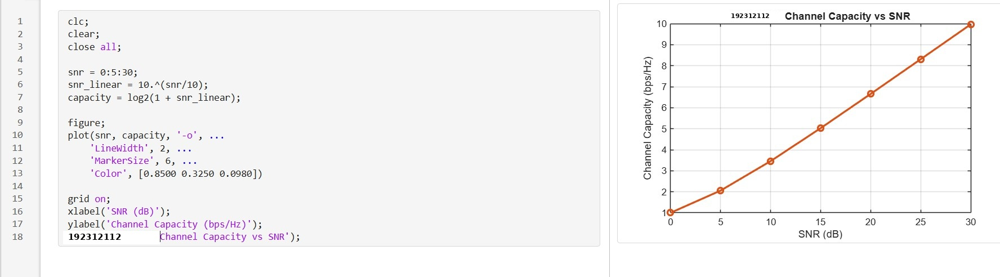 1 clc;
2 clear;
3 close all;
4
5 snr = 0:5:30;
6 snr_linear = 10.^(snr/10);
7 capacity = log2(1 + snr_linear);
8
9 figure;
10 plot(snr, capacity, '-o', ...
11 'LineWidth', 2, ...
12 'MarkerSize', 6, ...
13 'Color', [0.8500 0.3250 0.0980])
14
15 grid on;
16 xlabel('SNR (dB)');
17 ylabel('Channel Capacity (bps/Hz)');
18 192312112 Channel Capacity vs SNR');
192312112 Channel Capacity vs SNR
Channel Capacity (bps/Hz)
10
9
8
7
6
5
4
3
2
1
0 5 10 15 20 25 30
SNR (dB)